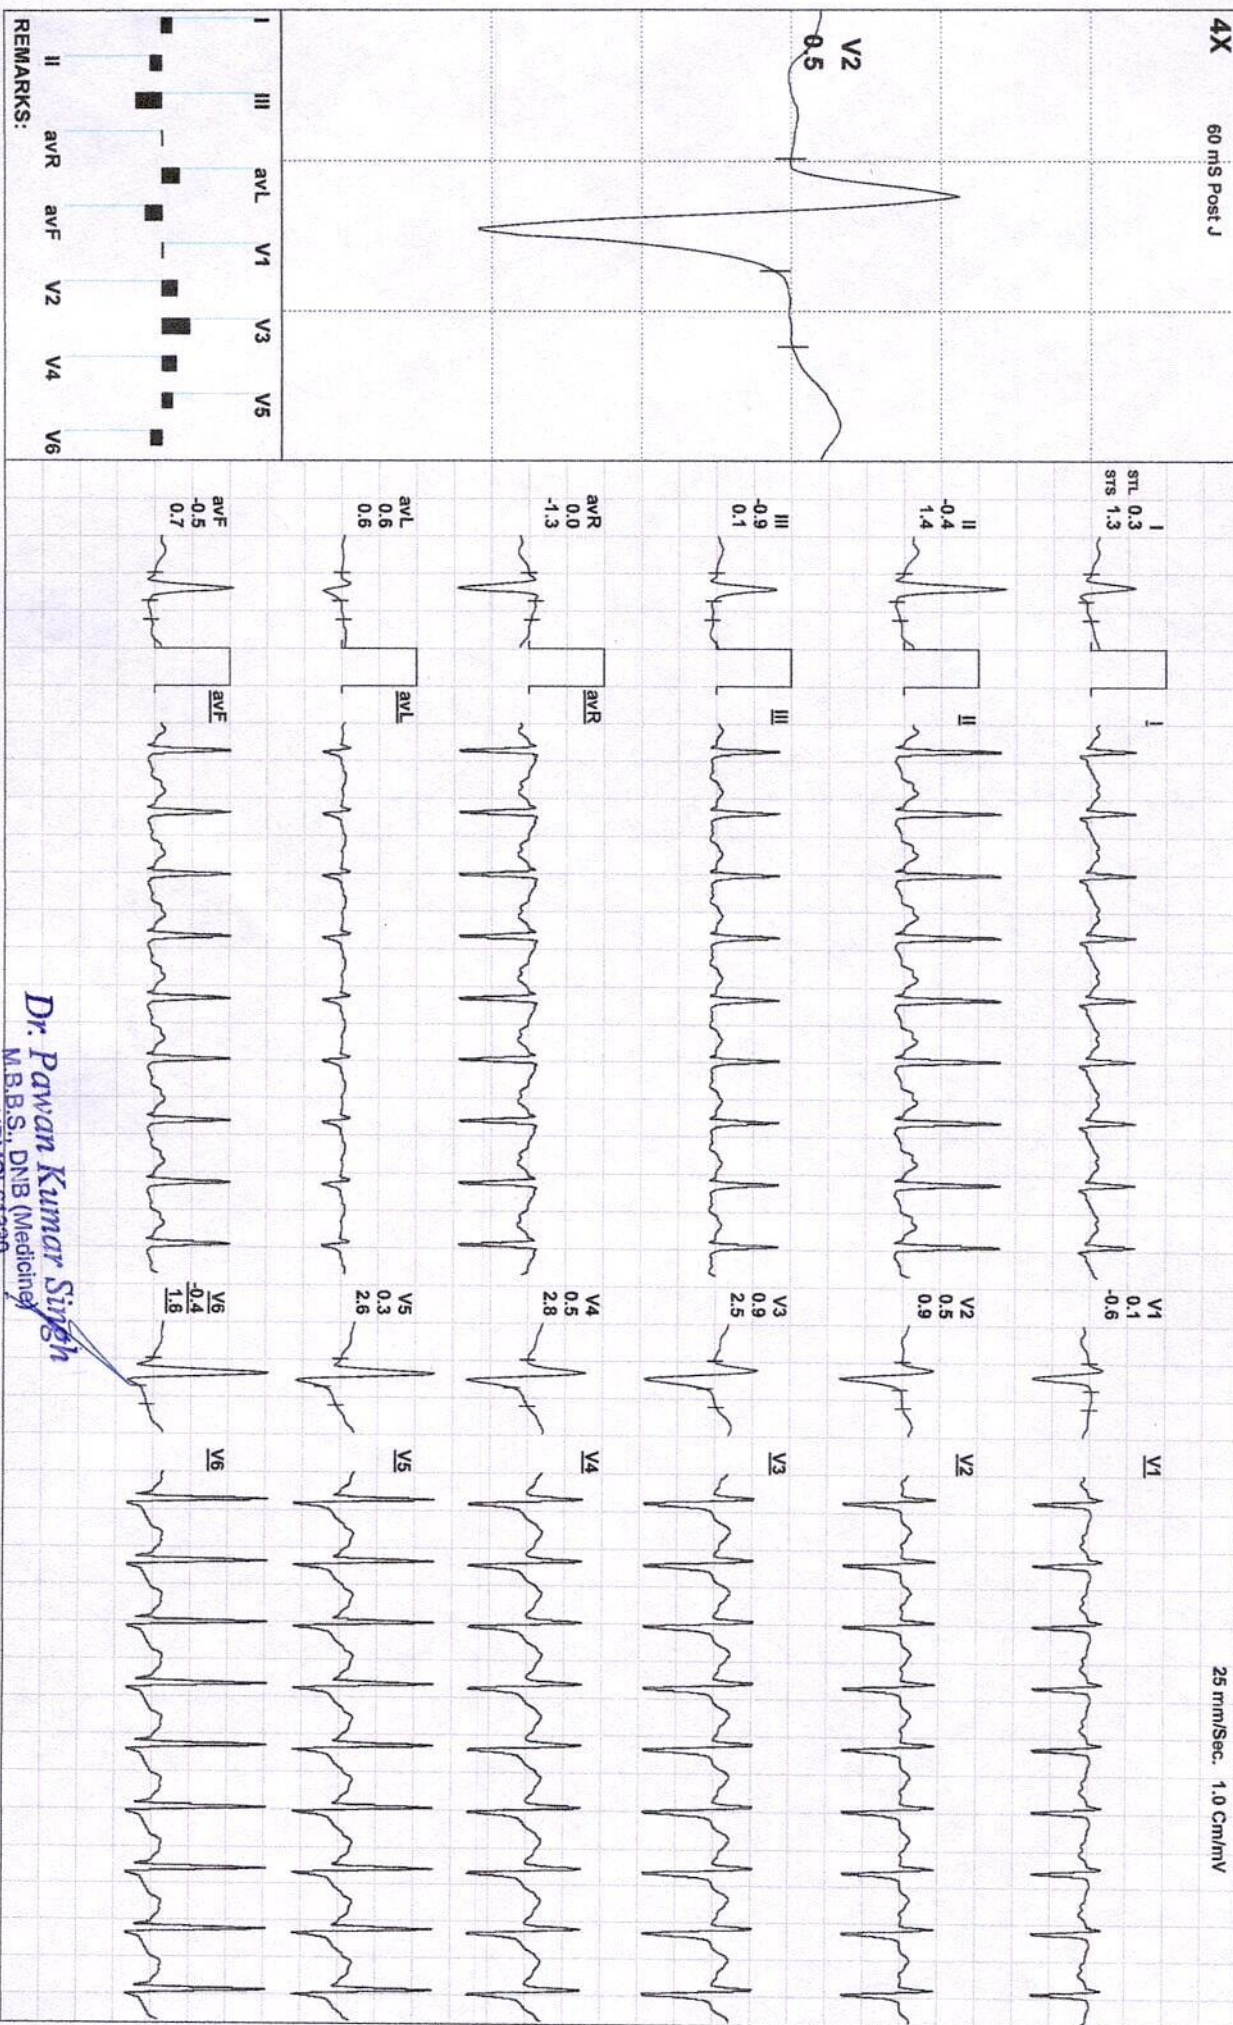 4X
60 mS Post J
25 mm/Sec. 1.0 Cm/mV
V2
0.5
I
STL 0.3
STS 1.3
I
II
-0.4
1.4
II
III
-0.9
0.1
III
avR
0.0
-1.3
avR
avL
0.6
0.6
avL
avF
-0.5
0.7
avF
V1
0.1
-0.6
V1
V2
0.5
0.9
V2
V3
0.9
2.5
V3
V4
0.5
2.8
V4
V5
0.3
2.6
V5
V6
-0.4
1.6
V6
I III avL V1 V3 V5
II avR avF V2 V4 V6
REMARKS:
Dr. Pawan Kumar Singh
M.B.B.S., DNB (Medicine)